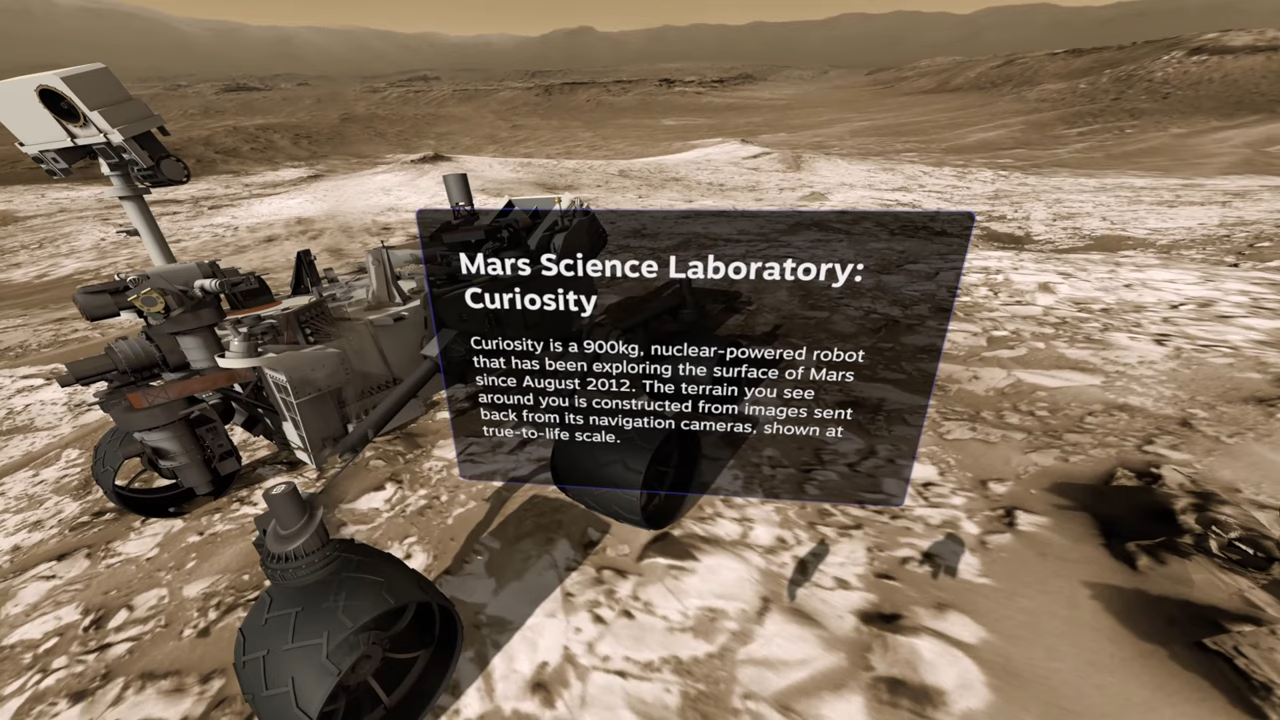 Mars Science Laboratory:
Curiosity
Curiosity is a 900kg, nuclear-powered robot
that has been exploring the surface of Mars
since August 2012. The terrain you see
around you is constructed from images sent
back from its navigation cameras, shown at
true-to-life scale.